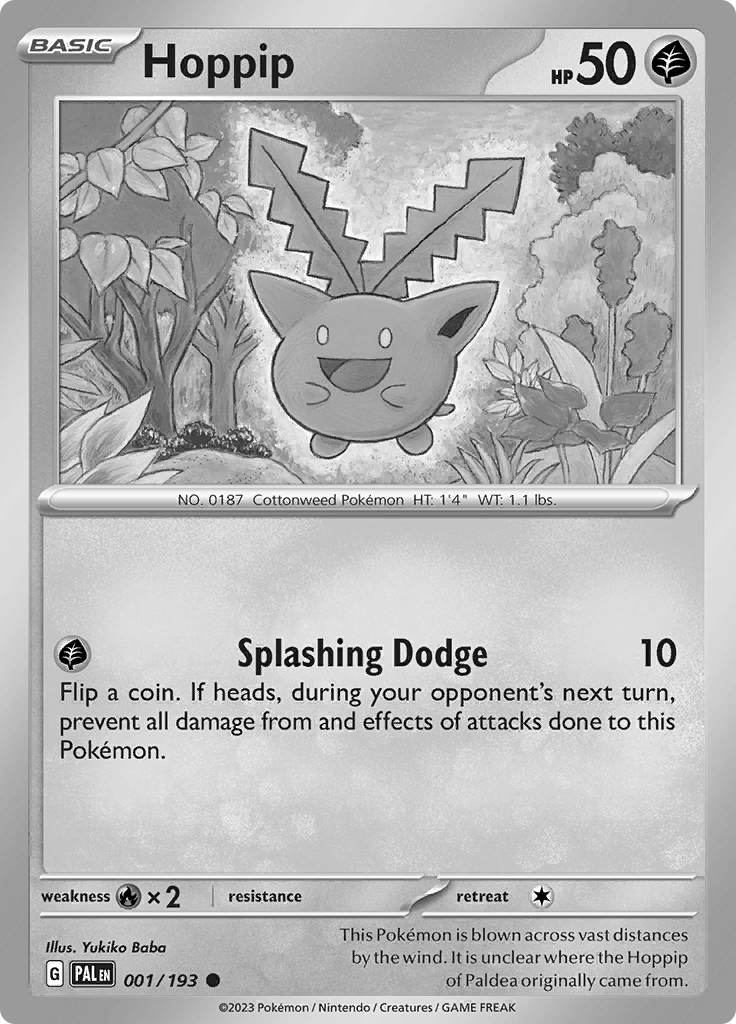 BASIC
Hoppip
HP 50
NO. 0187 Cottonweed Pokémon HT: 1'4" WT: 1.1 lbs.
Splashing Dodge 10
Flip a coin. If heads, during your opponent's next turn,
prevent all damage from and effects of attacks done to this
Pokémon.
weakness ×2 resistance retreat
Illus. Yukiko Baba
This Pokémon is blown across vast distances
by the wind. It is unclear where the Hoppip
of Paldea originally came from.
G PAL EN 001/193
©2023 Pokémon / Nintendo / Creatures / GAME FREAK